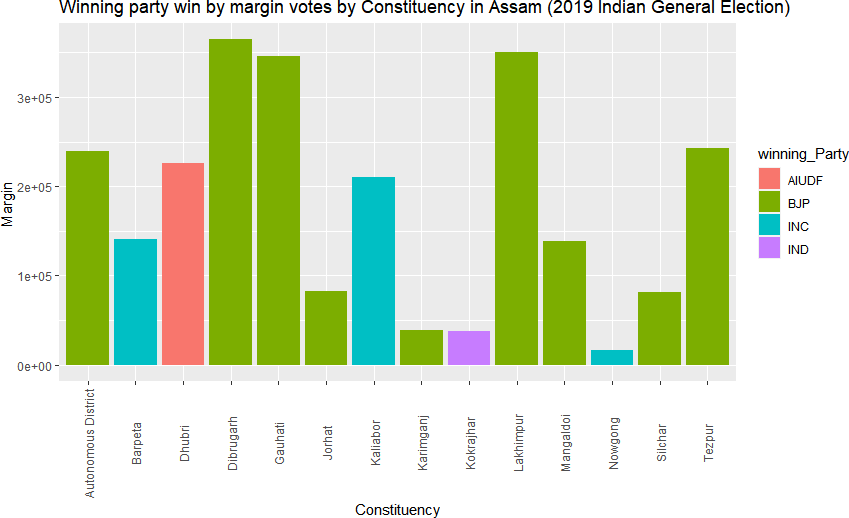 Winning party win by margin votes by Constituency in Assam (2019 Indian General Election)
Margin
3e+05
2e+05
1e+05
0e+00
Autonomous District
Barpeta
Dhubri
Dibrugarh
Gauhati
Jorhat
Kaliabor
Karimganj
Kokrajhar
Lakhimpur
Mangaldoi
Nowgong
Silchar
Tezpur
Constituency
winning_Party
AIUDF
BJP
INC
IND